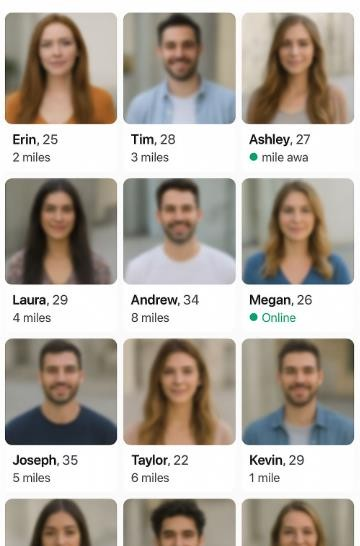 Erin, 25
2 miles
Tim, 28
3 miles
Ashley, 27
mile awa
Laura, 29
4 miles
Andrew, 34
8 miles
Megan, 26
Online
Joseph, 35
5 miles
Taylor, 22
6 miles
Kevin, 29
1 mile